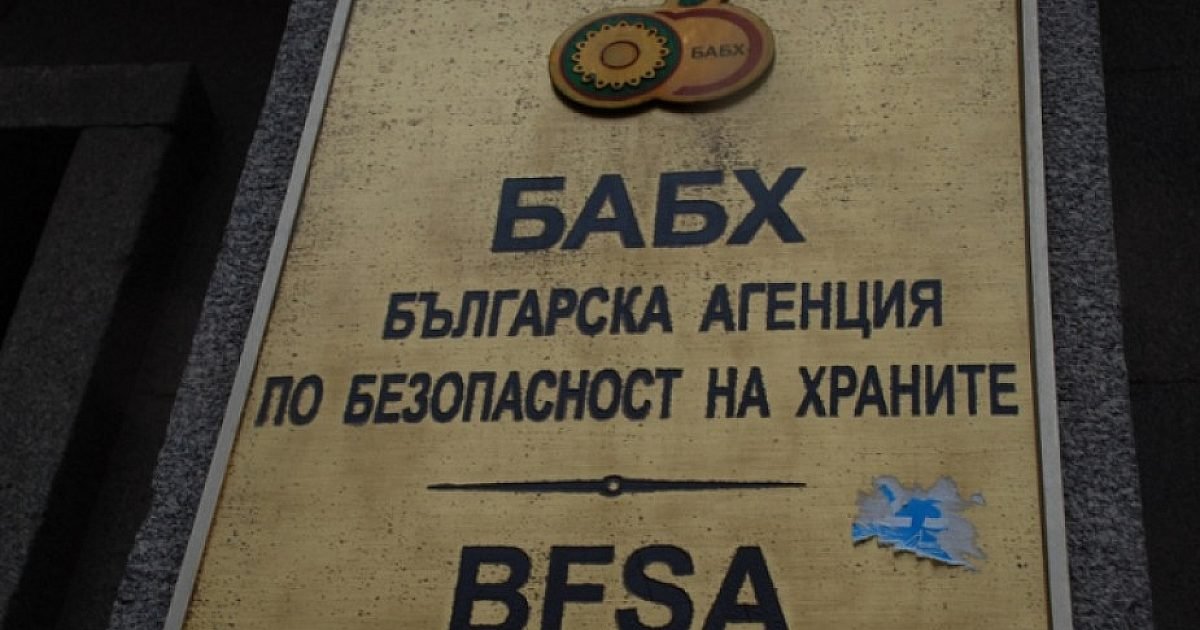 БАБХ
БАБХ
БЪЛГАРСКА АГЕНЦИЯ
ПО БЕЗОПАСНОСТ НА ХРАНИТЕ
BFSA